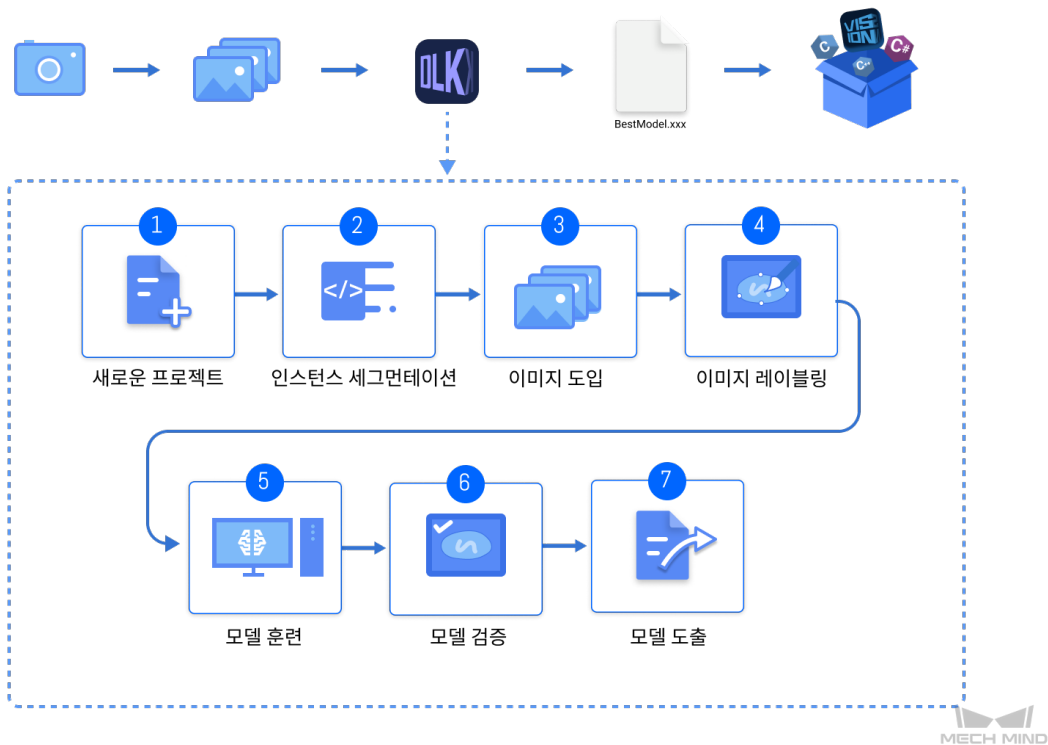 DLK
BestModel.xxx
VISION
C
C#
C++
1
2
3
4
</>
새로운 프로젝트
인스턴스 세그먼테이션
이미지 도입
이미지 레이블링
5
6
7
모델 훈련
모델 검증
모델 도출
MECH MIND